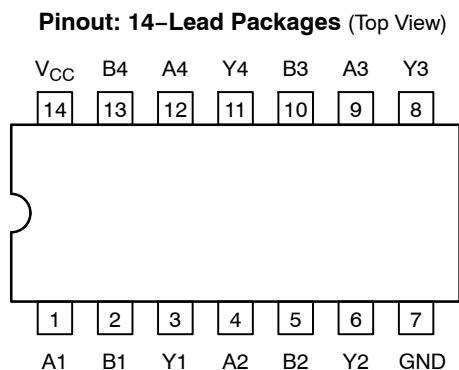 Pinout: 14–Lead Packages (Top View)
VCC B4 A4 Y4 B3 A3 Y3
14 13 12 11 10 9 8
1 2 3 4 5 6 7
A1 B1 Y1 A2 B2 Y2 GND